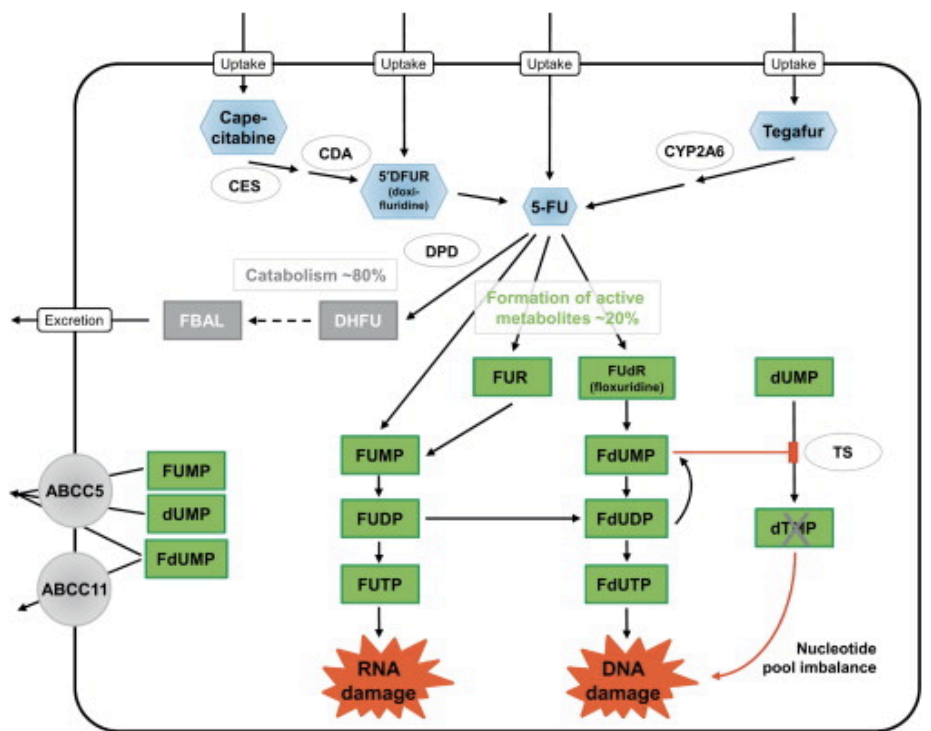 Uptake
Uptake
Uptake
Uptake
Cape-
citabine
Tegafur
CDA
CYP2A6
CES
5'DFUR
(doxi-
fluridine)
5-FU
DPD
Catabolism ~80%
Formation of active
metabolites ~20%
Excretion
FBAL
DHFU
FUR
FUdR
(floxuridine)
dUMP
FUMP
FdUMP
TS
ABCC5
FUMP
dUMP
FdUMP
FUDP
FdUDP
dTMP
ABCC11
FUTP
FdUTP
RNA
damage
DNA
damage
Nucleotide
pool imbalance